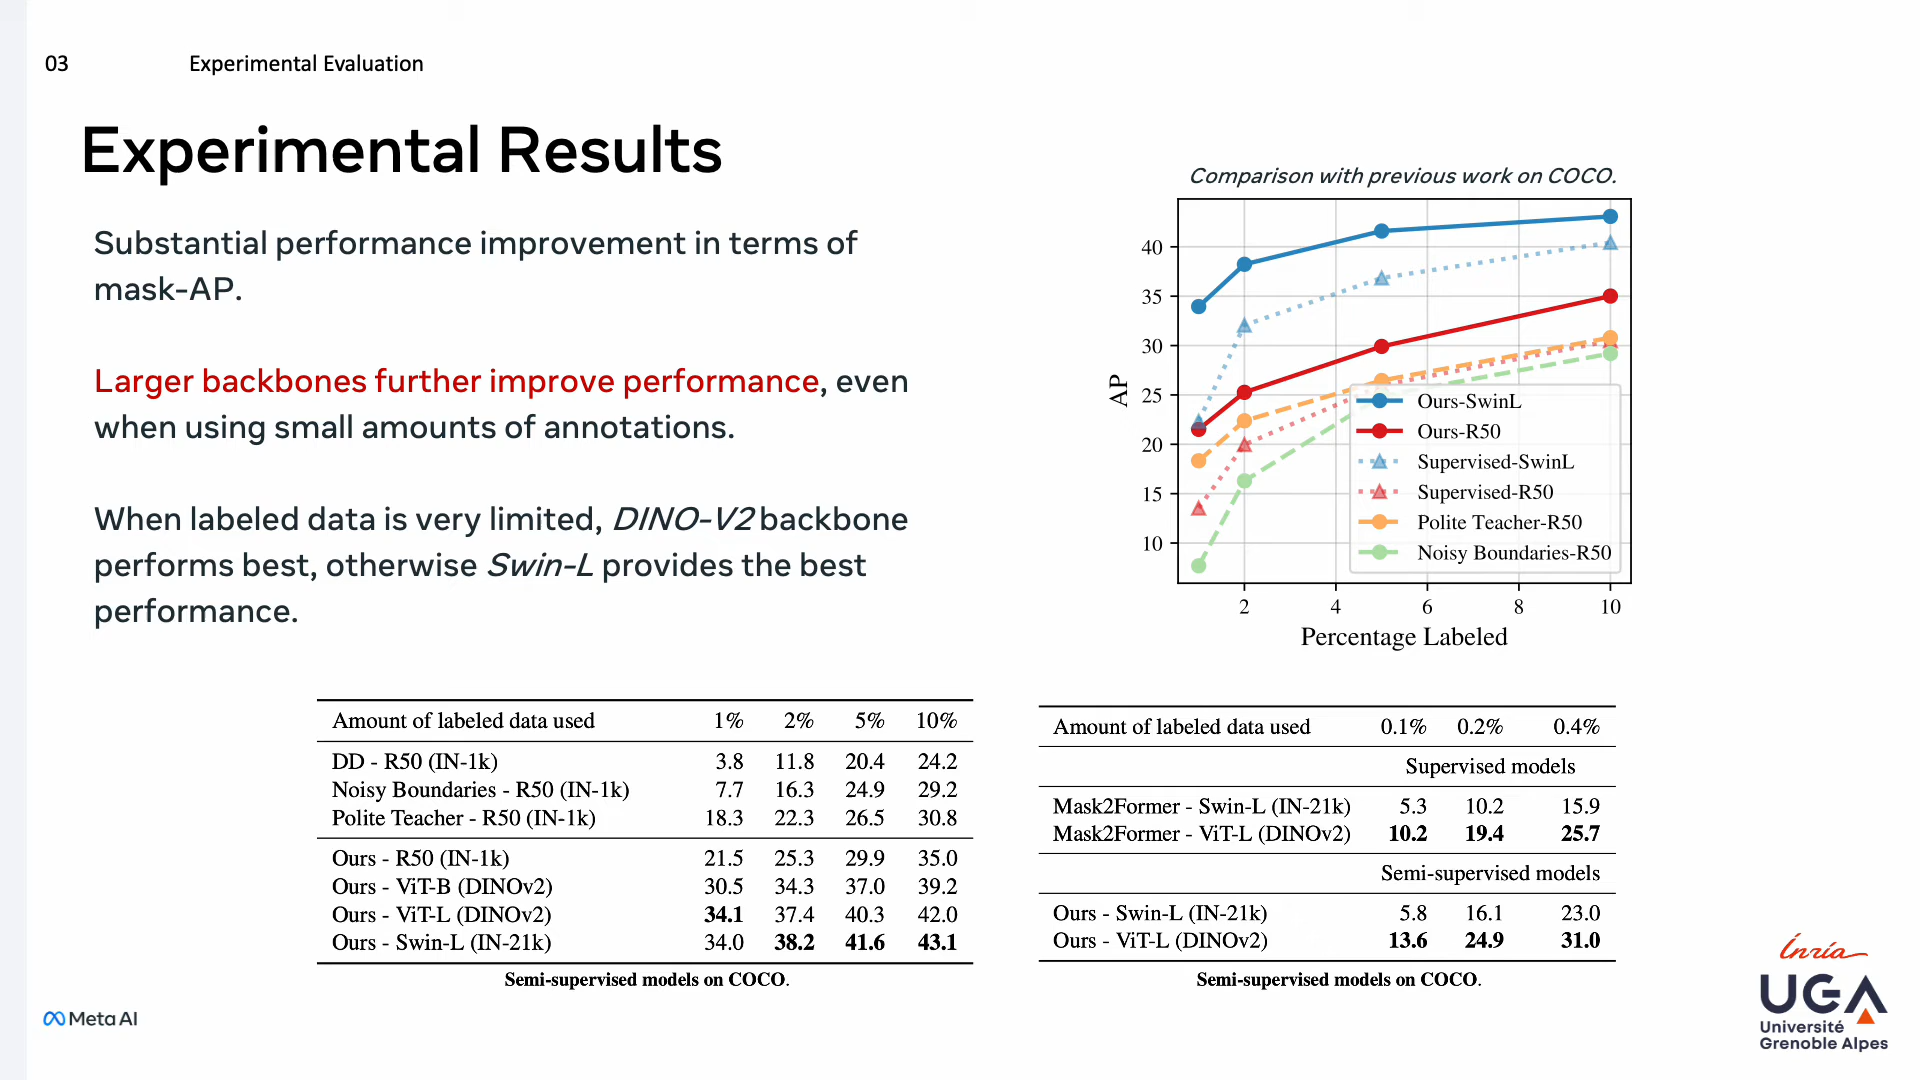 03 Experimental Evaluation
Experimental Results
Substantial performance improvement in terms of
mask-AP.
Larger backbones further improve performance, even
when using small amounts of annotations.
When labeled data is very limited, DINO-V2 backbone
performs best, otherwise Swin-L provides the best
performance.
Comparison with previous work on COCO.
40
35
30
25
20
15
10
AP
Ours-SwinL
Ours-R50
Supervised-SwinL
Supervised-R50
Polite Teacher-R50
Noisy Boundaries-R50
2 4 6 8 10
Percentage Labeled
Amount of labeled data used 1% 2% 5% 10%
DD - R50 (IN-1k) 3.8 11.8 20.4 24.2
Noisy Boundaries - R50 (IN-1k) 7.7 16.3 24.9 29.2
Polite Teacher - R50 (IN-1k) 18.3 22.3 26.5 30.8
Ours - R50 (IN-1k) 21.5 25.3 29.9 35.0
Ours - ViT-B (DINOv2) 30.5 34.3 37.0 39.2
Ours - ViT-L (DINOv2) 34.1 37.4 40.3 42.0
Ours - Swin-L (IN-21k) 34.0 38.2 41.6 43.1
Semi-supervised models on COCO.
Amount of labeled data used 0.1% 0.2% 0.4%
Supervised models
Mask2Former - Swin-L (IN-21k) 5.3 10.2 15.9
Mask2Former - ViT-L (DINOv2) 10.2 19.4 25.7
Semi-supervised models
Ours - Swin-L (IN-21k) 5.8 16.1 23.0
Ours - ViT-L (DINOv2) 13.6 24.9 31.0
Semi-supervised models on COCO.
Meta AI
Inria
UGA
Université
Grenoble Alpes